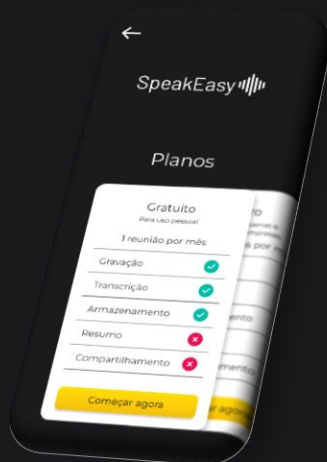 SpeakEasy
Planos
Gratuito
Para uso pessoal
1 reunião por mês
Gravação
Transcrição
Armazenamento
Resumo
Compartilhamento
Começar agora